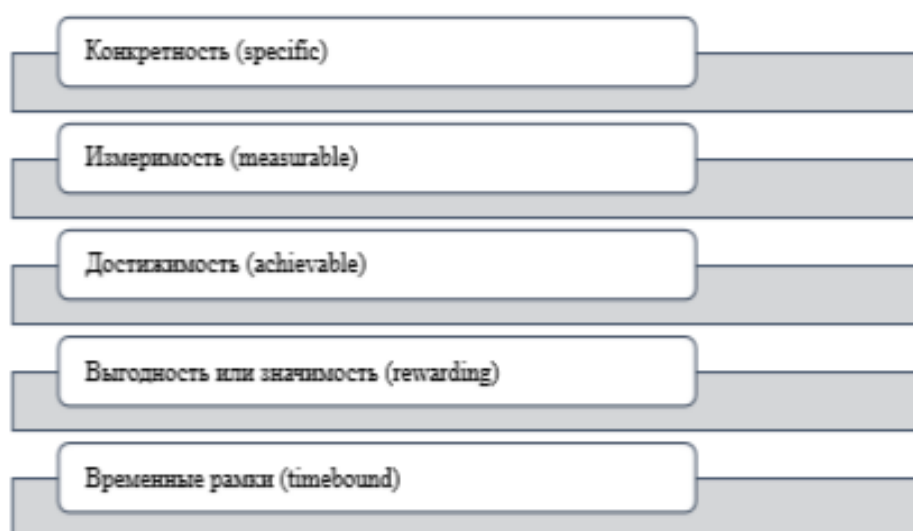 Конкретность (specific)
Измеримость (measurable)
Достижимость (achievable)
Выгодность или значимость (rewarding)
Временные рамки (timebound)